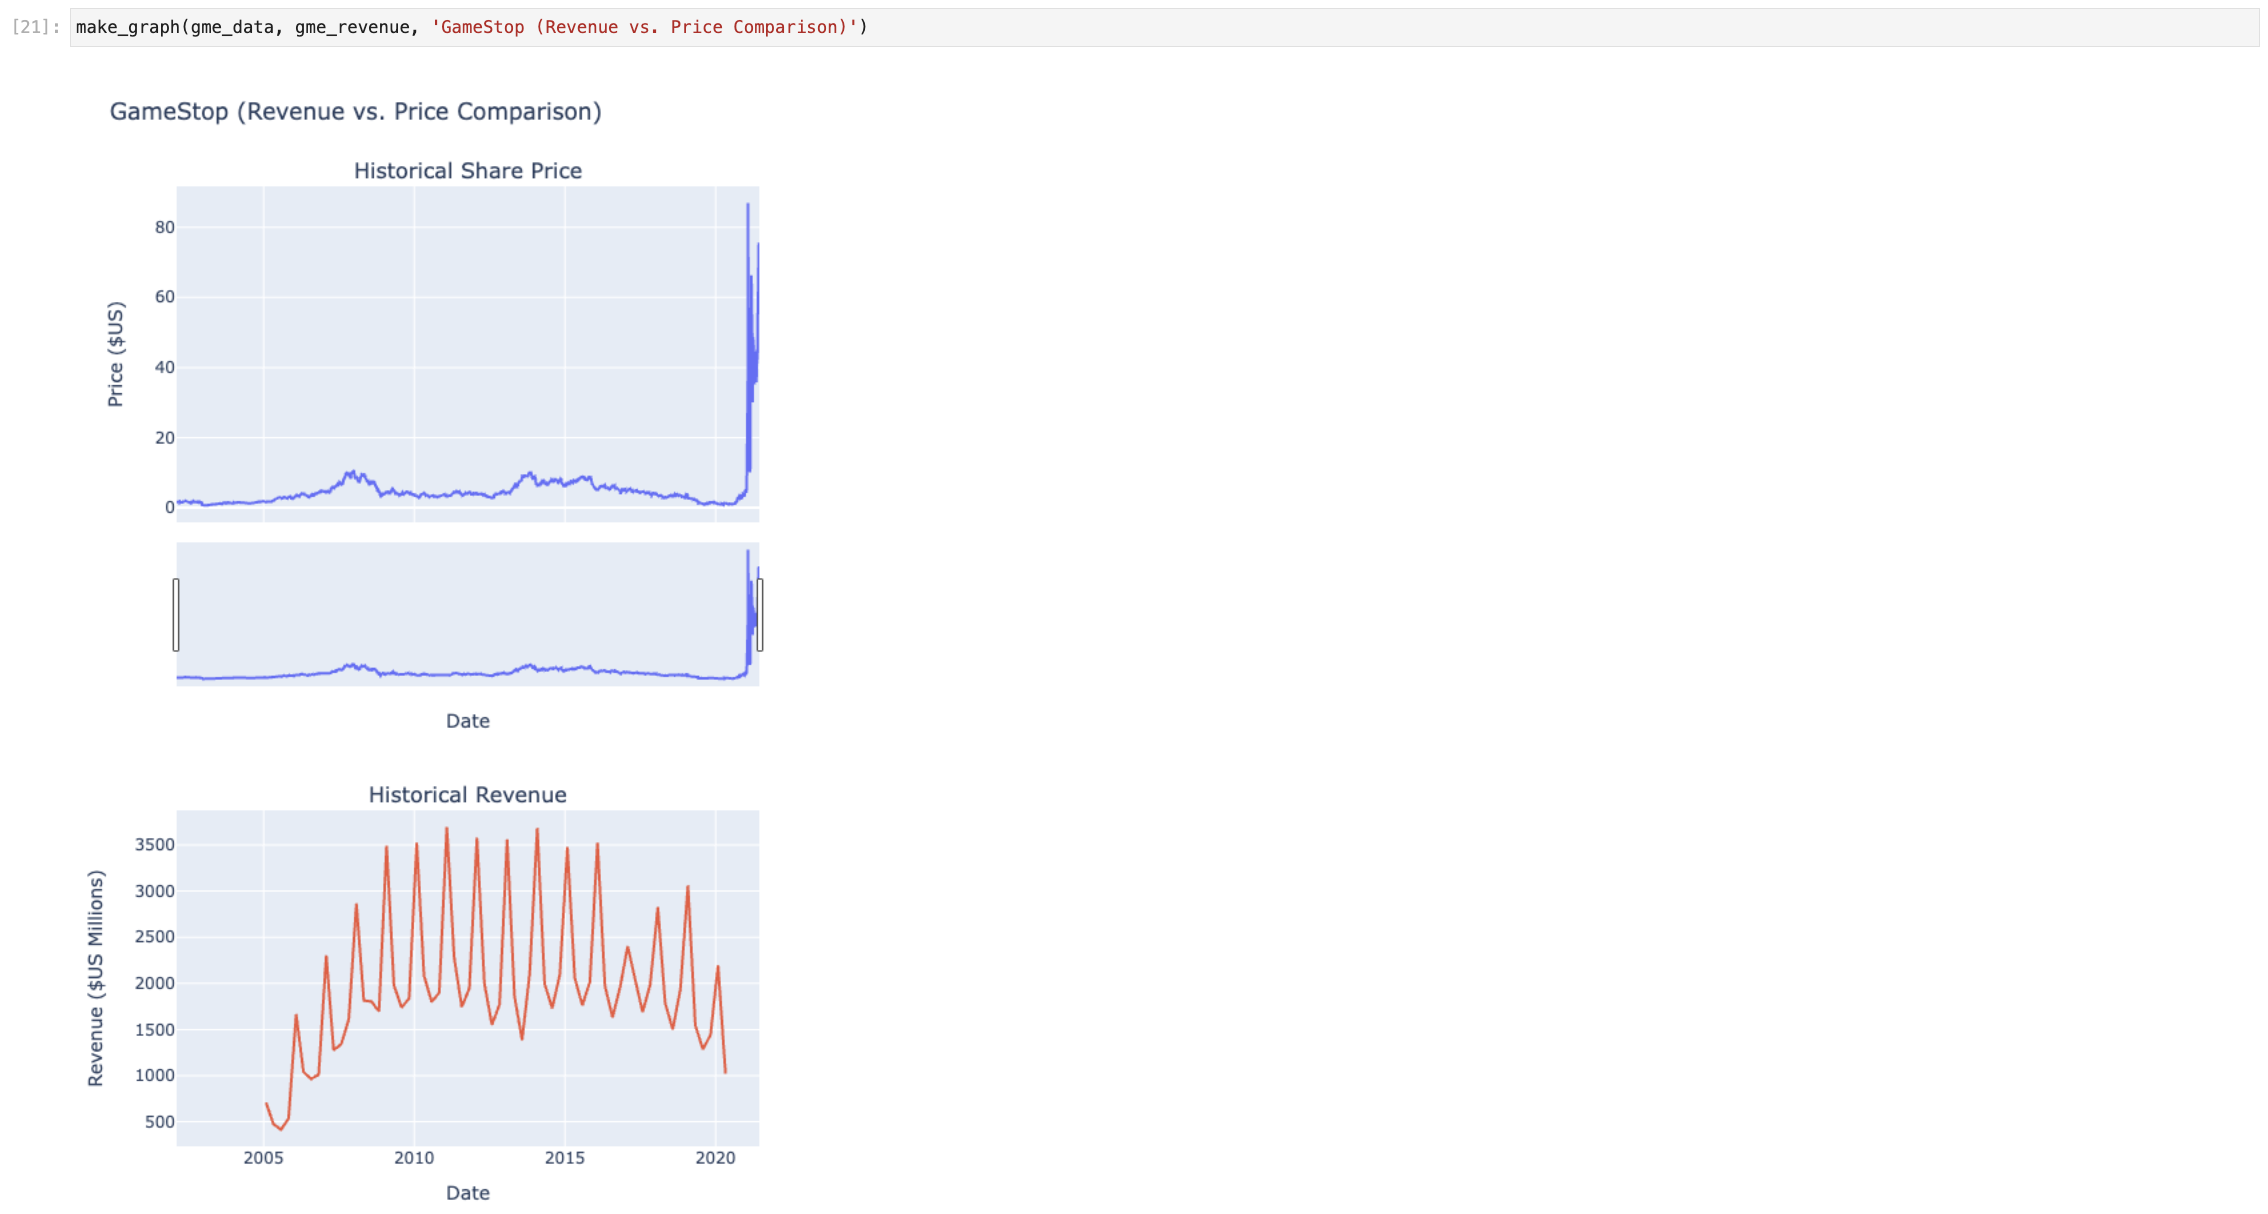 [21]: make_graph(gme_data, gme_revenue, 'GameStop (Revenue vs. Price Comparison)')
GameStop (Revenue vs. Price Comparison)
Historical Share Price
Price ($US)
80
60
40
20
0
Date
Historical Revenue
Revenue ($US Millions)
3500
3000
2500
2000
1500
1000
500
2005 2010 2015 2020
Date